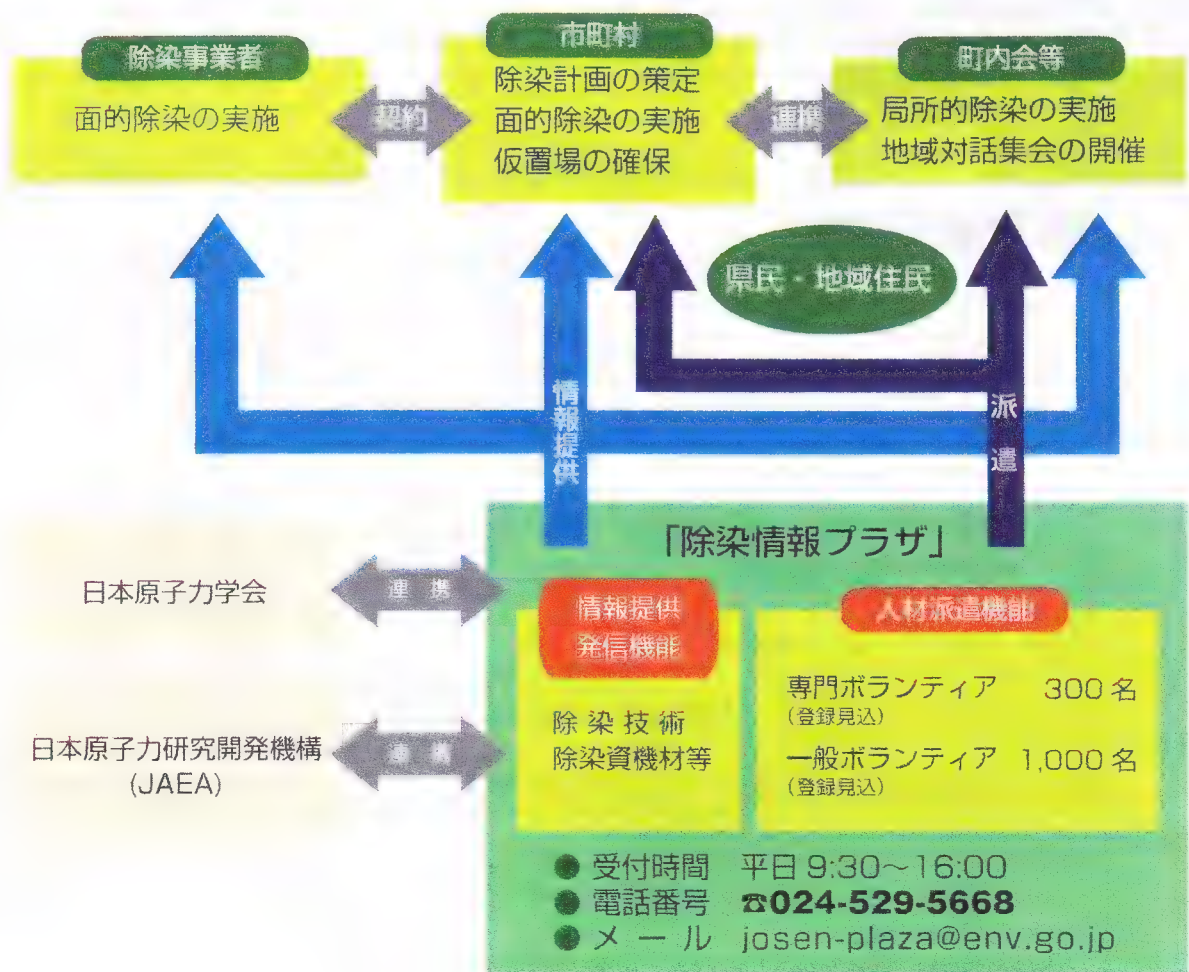 除染事業者
面的除染の実施
契約
市町村
除染計画の策定
面的除染の実施
仮置場の確保
連携
町内会等
局所的除染の実施
地域対話集会の開催
県民・地域住民
情報提供
派遣
「除染情報プラザ」
日本原子力学会
連携
日本原子力研究開発機構
(JAEA)
連携
情報提供
発信機能
除染技術
除染資機材等
人材派遣機能
専門ボランティア 300名
(登録見込)
一般ボランティア 1,000名
(登録見込)
●受付時間 平日 9:30~16:00
●電話番号 ☎024-529-5668
●メール josen-plaza@env.go.jp